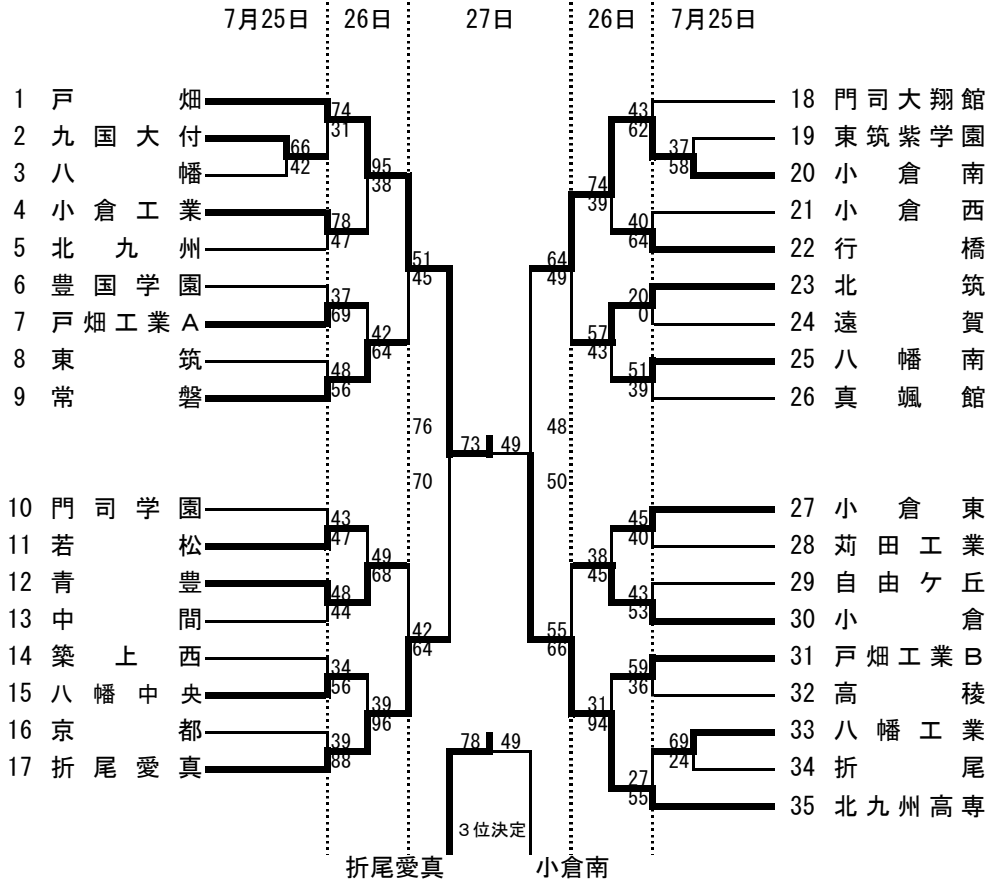 7月25日 26日 27日 26日 7月25日
1 戸畑
74
31
2 九国大付
66
42
3 八幡
95
38
4 小倉工業
78
47
5 北九州
51
45
6 豊国学園
37
69
7 戸畑工業A
42
64
8 東筑
48
56
9 常磐
76
70
10 門司学園
43
47
11 若松
49
68
12 青豊
48
44
13 中間
42
64
14 築上西
34
56
15 八幡中央
39
96
16 京都
39
88
17 折尾愛真
73 49
48
50
18 門司大翔館
43
62
19 東筑紫学園
37
58
20 小倉南
74
39
21 小倉西
40
64
22 行橋
64
49
23 北筑
20
0
24 遠賀
57
43
25 八幡南
51
39
26 真颯館
27 小倉東
45
40
28 苅田工業
38
45
29 自由ケ丘
43
53
30 小倉
55
66
31 戸畑工業B
59
36
32 高稜
31
94
33 八幡工業
69
24
34 折尾
27
55
35 北九州高専
78 49
3位決定
折尾愛真 小倉南